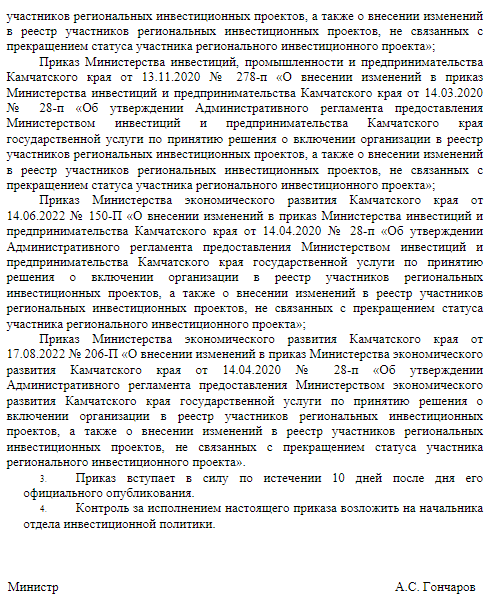 участников региональных инвестиционных проектов, а также о внесении изменений
в реестр участников региональных инвестиционных проектов, не связанных с
прекращением статуса участника регионального инвестиционного проекта»;
Приказ Министерства инвестиций, промышленности и предпринимательства
Камчатского края от 13.11.2020 № 278-п «О внесении изменений в приказ
Министерства инвестиций и предпринимательства Камчатского края от 14.03.2020
№ 28-п «Об утверждении Административного регламента предоставления
Министерством инвестиций и предпринимательства Камчатского края
государственной услуги по принятию решения о включении организации в реестр
участников региональных инвестиционных проектов, а также о внесении изменений
в реестр участников региональных инвестиционных проектов, не связанных с
прекращением статуса участника регионального инвестиционного проекта»;
Приказ Министерства экономического развития Камчатского края от
14.06.2022 № 150-П «О внесении изменений в приказ Министерства инвестиций и
предпринимательства Камчатского края от 14.04.2020 № 28-п «Об утверждении
Административного регламента предоставления Министерством инвестиций и
предпринимательства Камчатского края государственной услуги по принятию
решения о включении организации в реестр участников региональных
инвестиционных проектов, а также о внесении изменений в реестр участников
региональных инвестиционных проектов, не связанных с прекращением статуса
участника регионального инвестиционного проекта»;
Приказ Министерства экономического развития Камчатского края от
17.08.2022 № 206-П «О внесении изменений в приказ Министерства экономического
развития Камчатского края от 14.04.2020 № 28-п «Об утверждении
Административного регламента предоставления Министерством экономического
развития Камчатского края государственной услуги по принятию решения о
включении организации в реестр участников региональных инвестиционных
проектов, а также о внесении изменений в реестр участников региональных
инвестиционных проектов, не связанных с прекращением статуса участника
регионального инвестиционного проекта».
3. Приказ вступает в силу по истечении 10 дней после дня его
официального опубликования.
4. Контроль за исполнением настоящего приказа возложить на начальника
отдела инвестиционной политики.
Министр А.С. Гончаров